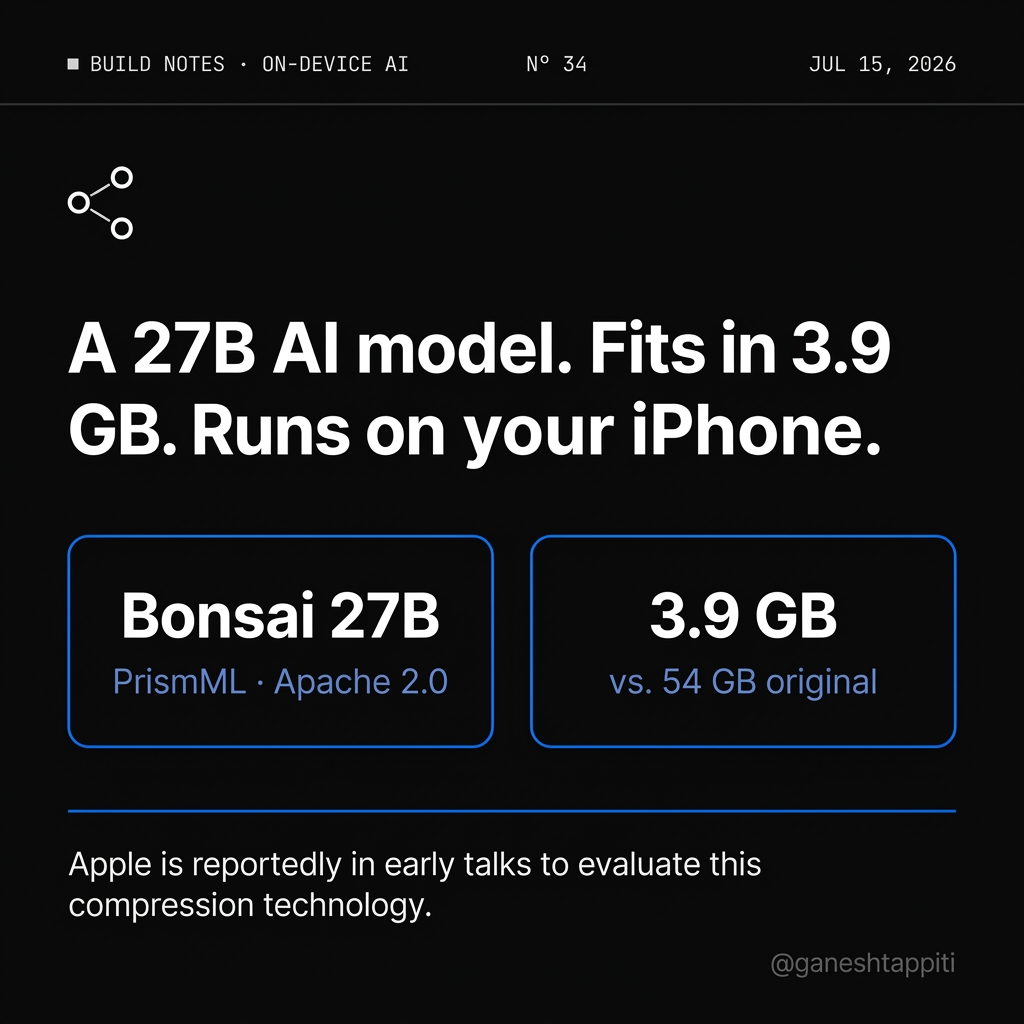 BUILD NOTES · ON-DEVICE AI
N° 34
JUL 15, 2026
A 27B AI model. Fits in 3.9
GB. Runs on your iPhone.
Bonsai 27B
PrismML · Apache 2.0
3.9 GB
vs. 54 GB original
Apple is reportedly in early talks to evaluate this
compression technology.
@ganeshtappiti